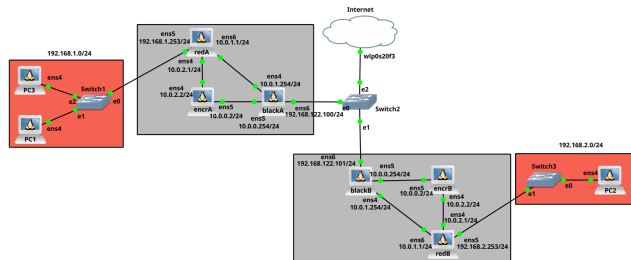 Internet
wlp0s20f3
192.168.1.0/24
ens5
192.168.1.253/24
ens6
10.0.1.1/24
redA
ens4
PC3
Switch1
e2
e0
e1
PC1
ens4
ens4
10.0.2.1/24
ens4
10.0.2.2/24
encrA
ens5
10.0.0.2/24
ens4
10.0.1.254/24
blackA
ens5
10.0.0.254/24
ens6
192.168.122.100/24
e2
e0
Switch2
e1
192.168.2.0/24
ens6
192.168.122.101/24
blackB
ens5
10.0.0.254/24
ens4
10.0.1.254/24
ens5
10.0.0.2/24
encrB
ens4
10.0.2.2/24
ens4
10.0.2.1/24
ens6
10.0.1.1/24
redB
ens5
192.168.2.253/24
Switch3
e1
e0
ens4
PC2